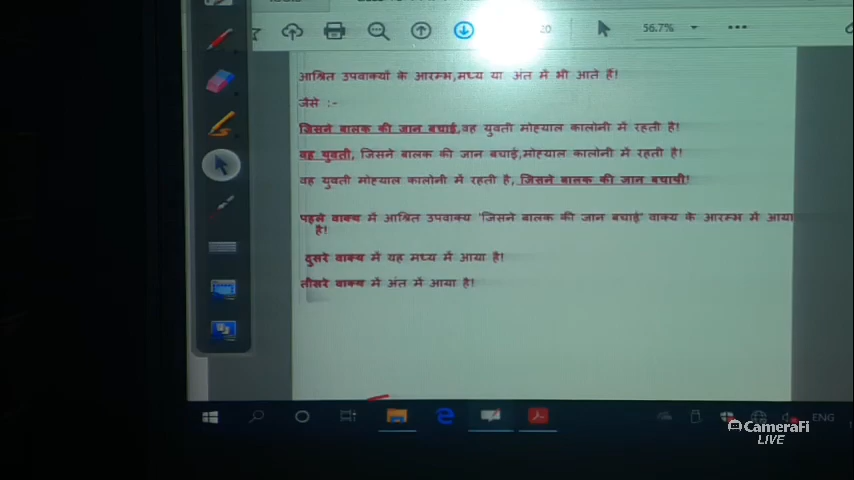 20
56.7%
आश्रित उपवाक्यों के आरम्भ,मध्य या अंत में भी आते हैं!
जैसे :-
जिसने बालक की जान बचाई,वह युवती मोहयाल कालोनी में रहती है!
वह युवती, जिसने बालक की जान बचाई,मोहयाल कालोनी में रहती है!
वह युवती मोहयाल कालोनी में रहती है, जिसने बालक की जान बचायी!
पहले वाक्य में आश्रित उपवाक्य 'जिसने बालक की जान बचाई' वाक्य के आरम्भ में आया
है!
दुसरे वाक्य में यह मध्य में आया है!
तीसरे वाक्य में अंत में आया है!
ENG
CameraFi
LIVE